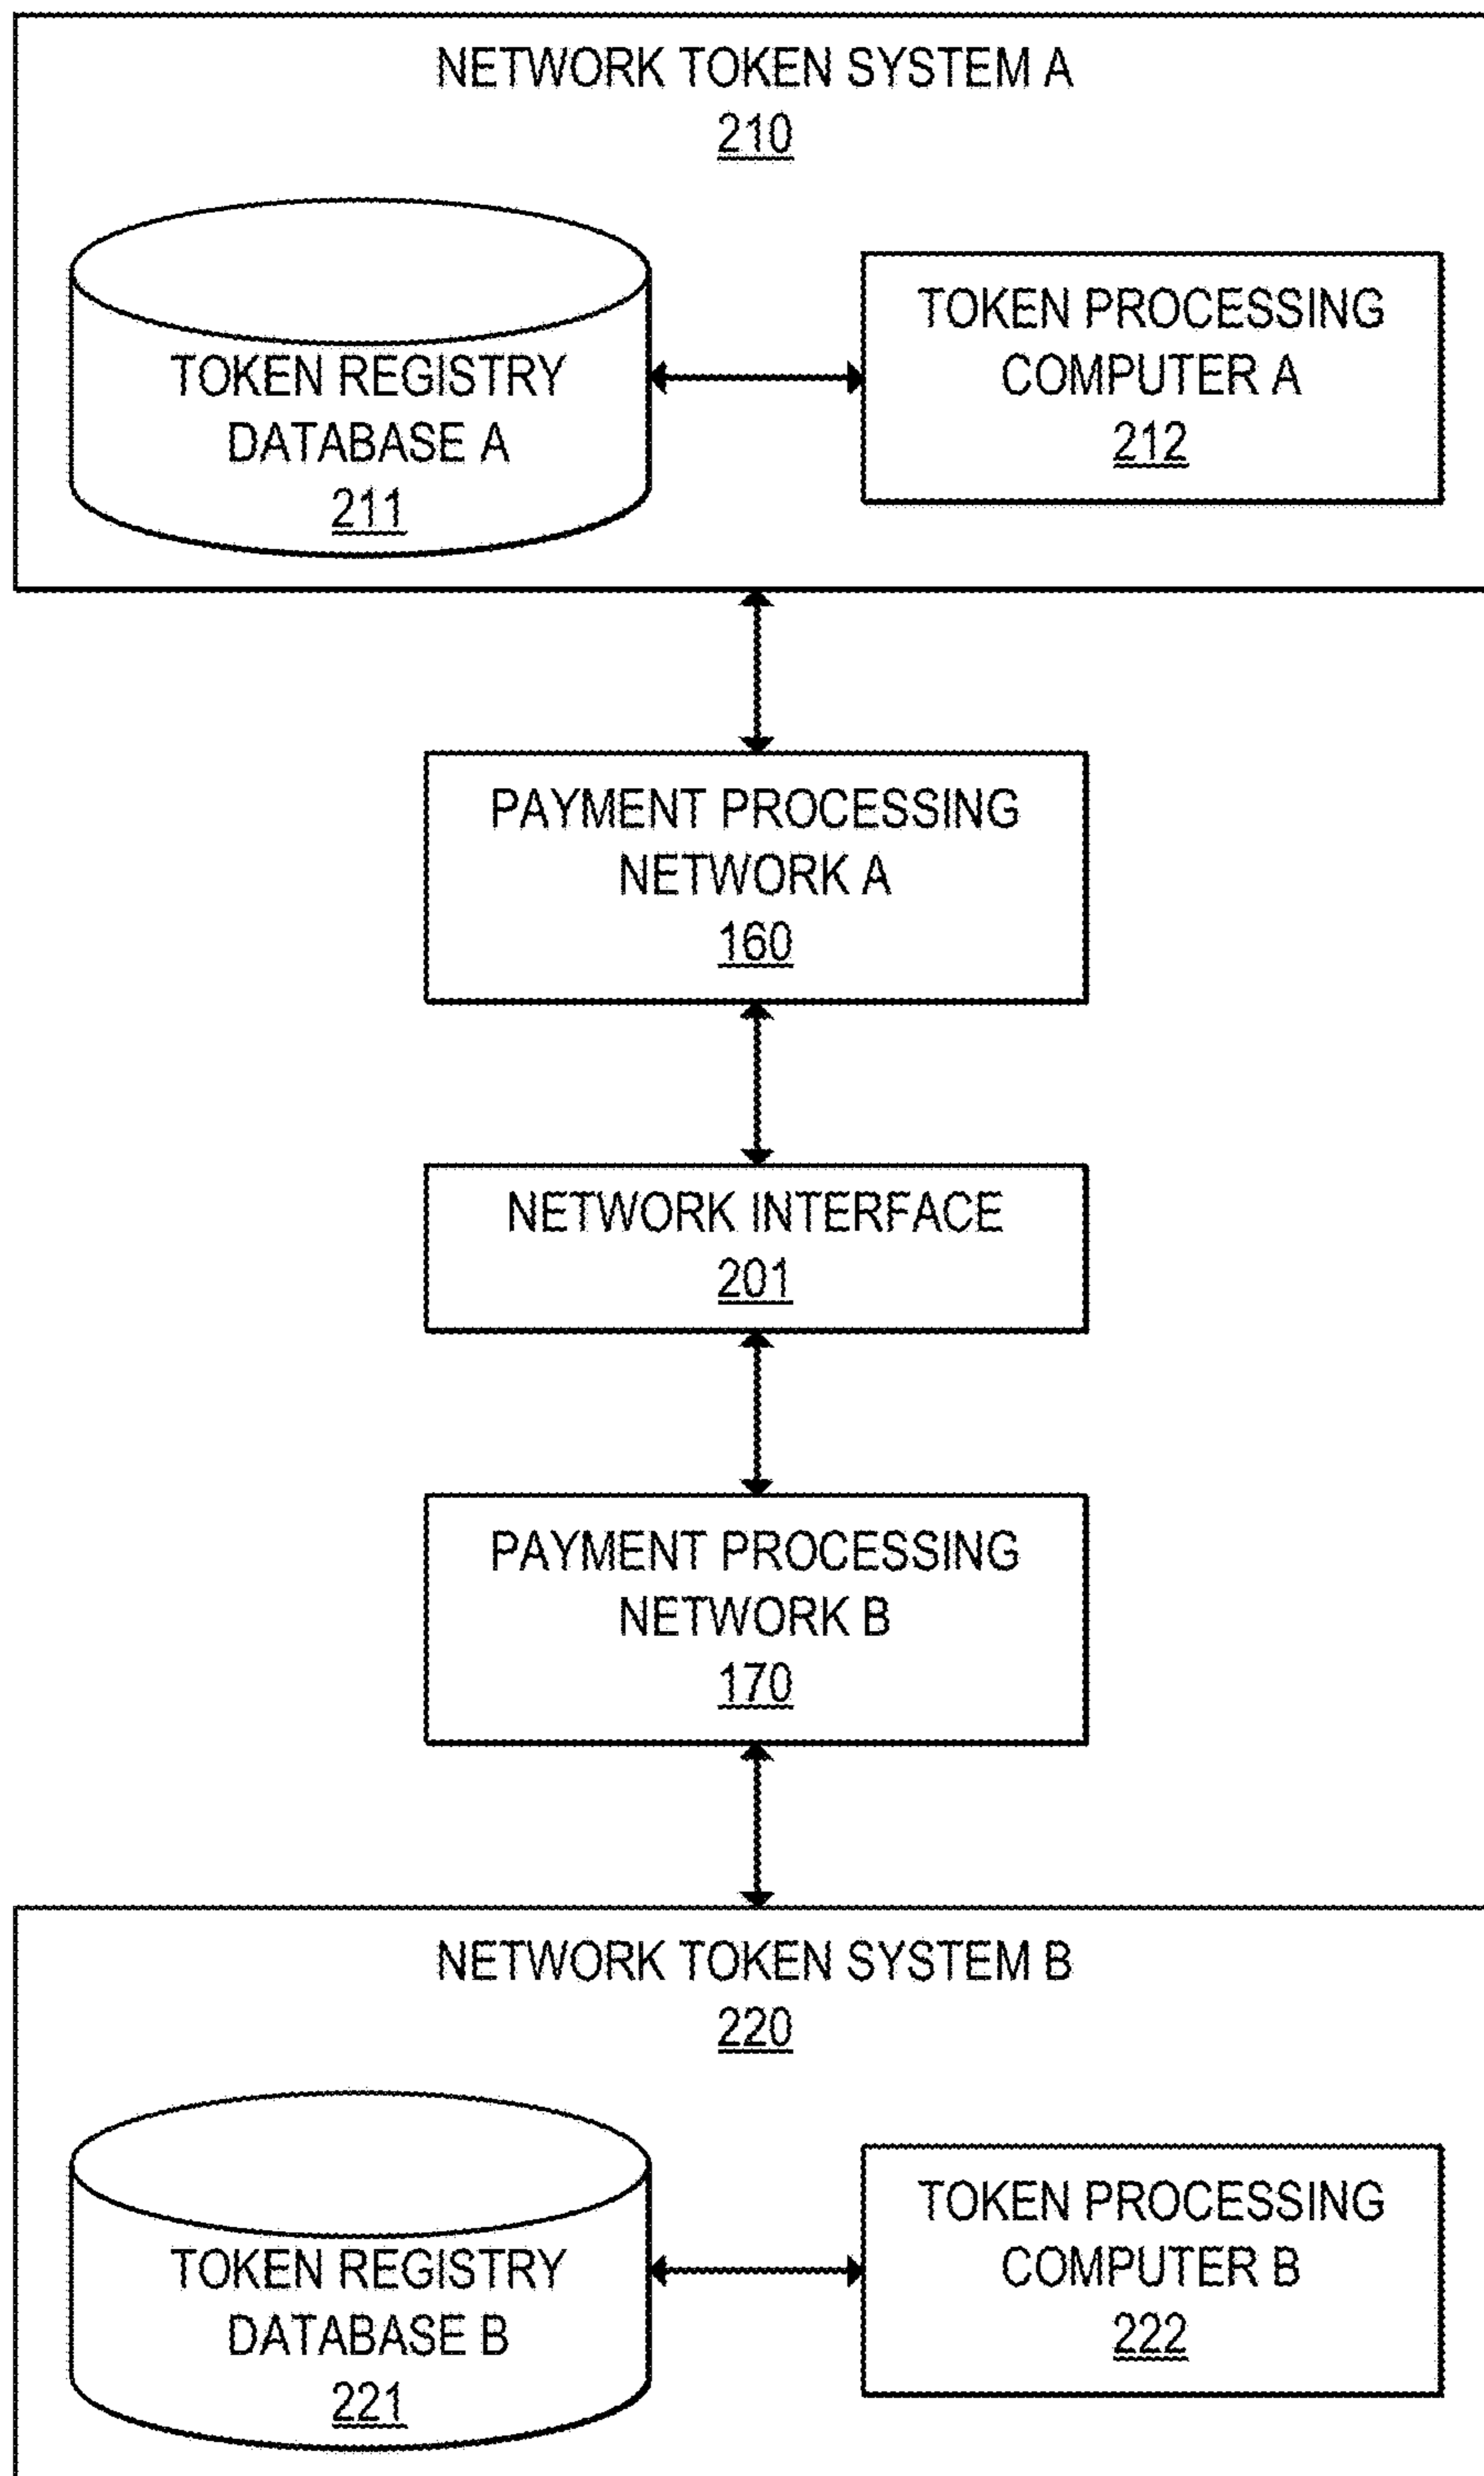 NETWORK TOKEN SYSTEM A
210
TOKEN REGISTRY
DATABASE A
211
TOKEN PROCESSING
COMPUTER A
212
PAYMENT PROCESSING
NETWORK A
160
NETWORK INTERFACE
201
PAYMENT PROCESSING
NETWORK B
170
NETWORK TOKEN SYSTEM B
220
TOKEN REGISTRY
DATABASE B
221
TOKEN PROCESSING
COMPUTER B
222